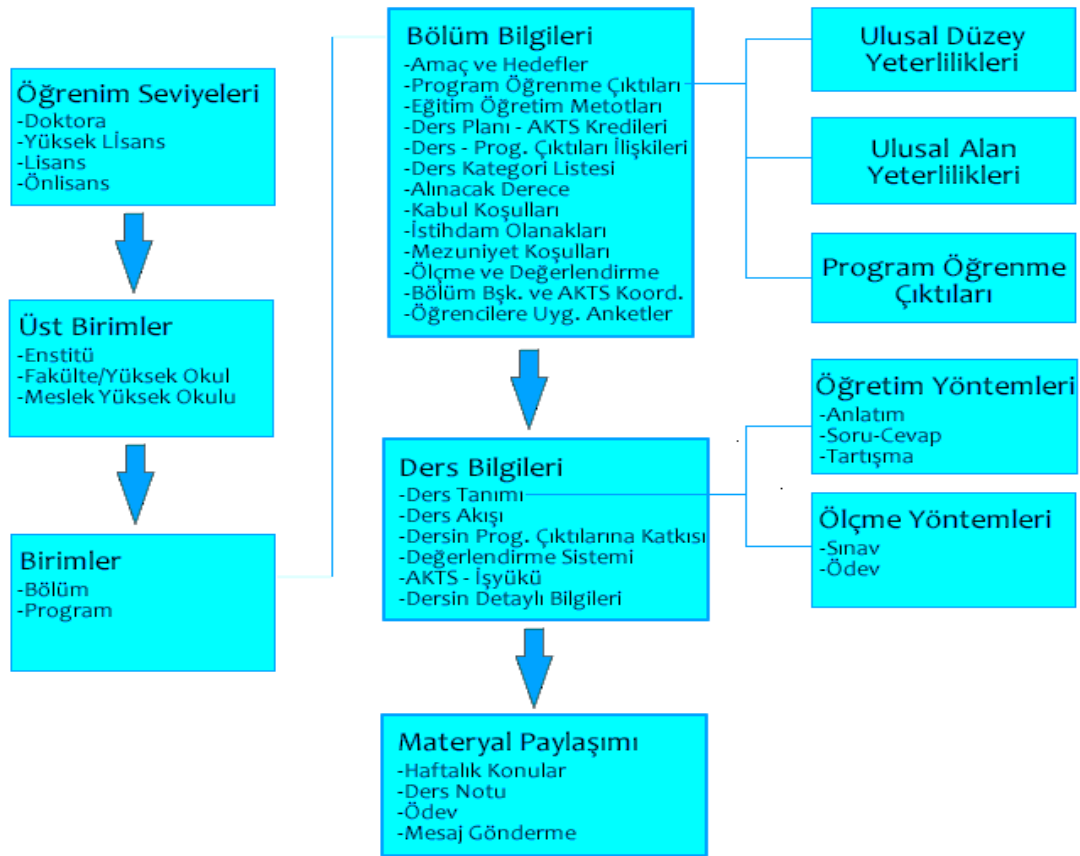 Öğrenim Seviyeleri
-Doktora
-Yüksek Lİsans
-Lisans
-Önlisans
Üst Birimler
-Enstitü
-Fakülte/Yüksek Okul
-Meslek Yüksek Okulu
Birimler
-Bölüm
-Program
Bölüm Bilgileri
-Amaç ve Hedefler
-Program Öğrenme Çıktıları
-Eğitim Öğretim Metotları
-Ders Planı - AKTS Kredileri
-Ders - Prog. Çıktıları İlişkileri
-Ders Kategori Listesi
-Alınacak Derece
-Kabul Koşulları
-İstihdam Olanakları
-Mezuniyet Koşulları
-Ölçme ve Değerlendirme
-Bölüm Bşk. ve AKTS Koord.
-Öğrencilere Uyg. Anketler
Ders Bilgileri
-Ders Tanımı
-Ders Akışı
-Dersin Prog. Çıktılarına Katkısı
-Değerlendirme Sistemi
-AKTS - İşyükü
-Dersin Detaylı Bilgileri
Materyal Paylaşımı
-Haftalık Konular
-Ders Notu
-Ödev
-Mesaj Gönderme
Ulusal Düzey
Yeterlilikleri
Ulusal Alan
Yeterlilikleri
Program Öğrenme
Çıktıları
Öğretim Yöntemleri
-Anlatım
-Soru-Cevap
-Tartışma
Ölçme Yöntemleri
-Sınav
-Ödev